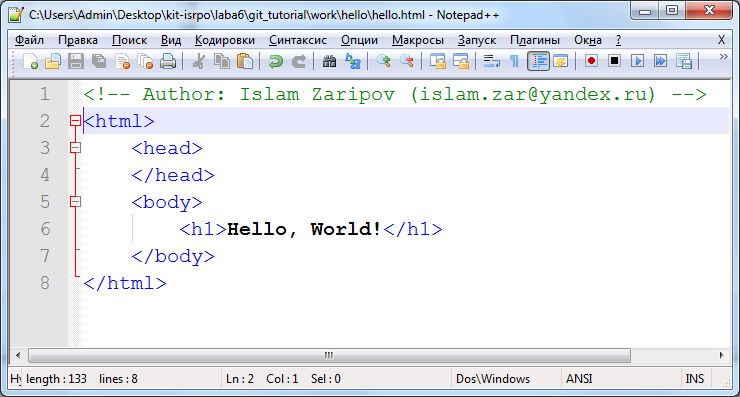 C:\Users\Admin\Desktop\kit-isrpo\laba6\git_tutorial\work\hello\hello.html - Notepad++
Файл Правка Поиск Вид Кодировки Синтаксис Опции Макросы Запуск Плагины Окна ? X
1 <!-- Author: Islam Zaripov (islam.zar@yandex.ru) -->
2 <html>
3 <head>
4 </head>
5 <body>
6 <h1>Hello, World!</h1>
7 </body>
8 </html>
length : 133 lines : 8 Ln : 2 Col : 1 Sel : 0 Dos\Windows ANSI INS